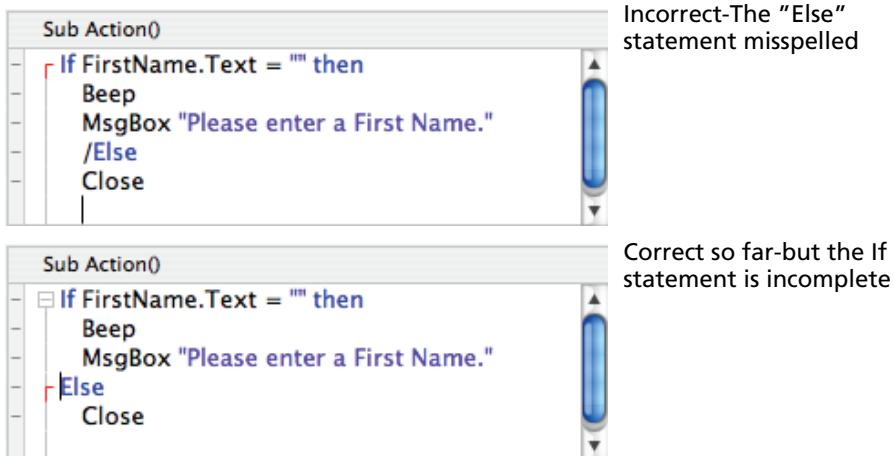 Sub Action()
If FirstName.Text = "" then
Beep
MsgBox "Please enter a First Name."
/Else
Close
Incorrect-The "Else"
statement misspelled
Sub Action()
If FirstName.Text = "" then
Beep
MsgBox "Please enter a First Name."
Else
Close
Correct so far-but the If
statement is incomplete